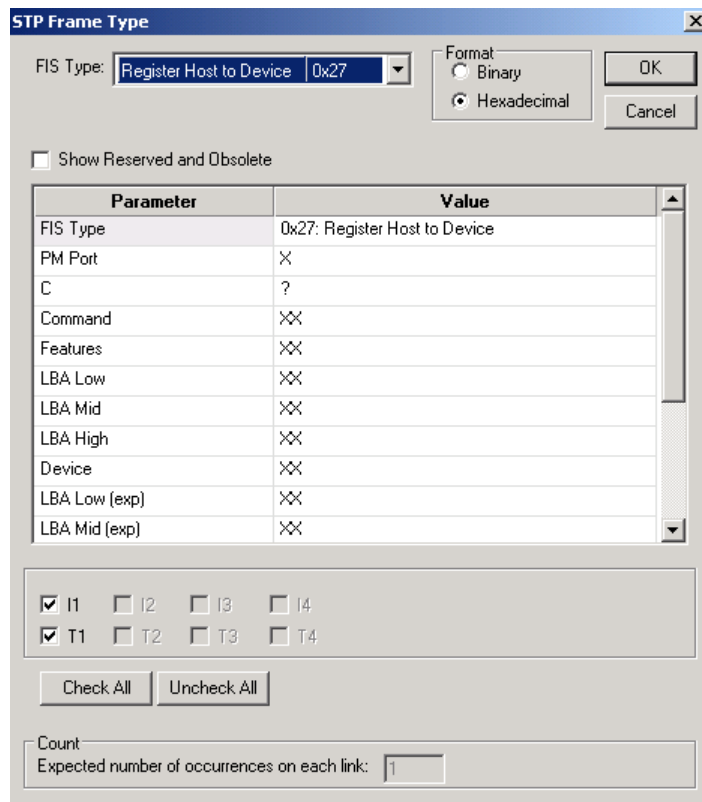 STP Frame Type
FIS Type: Register Host to Device 0x27
Format
Binary
Hexadecimal
OK
Cancel
Show Reserved and Obsolete
Parameter Value
FIS Type 0x27: Register Host to Device
PM Port X
C ?
Command XX
Features XX
LBA Low XX
LBA Mid XX
LBA High XX
Device XX
LBA Low (exp) XX
LBA Mid (exp) XX
I1 I2 I3 I4
T1 T2 T3 T4
Check All Uncheck All
Count
Expected number of occurrences on each link: 1